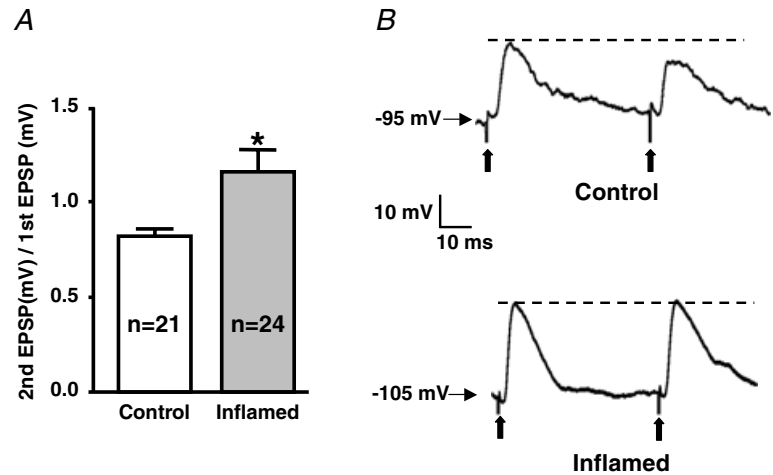 A
2nd EPSP(mV) / 1st EPSP (mV)
1.5
1.0
0.5
0.0
*
n=21
n=24
Control
Inflamed
B
-95 mV
Control
10 mV
10 ms
-105 mV
Inflamed